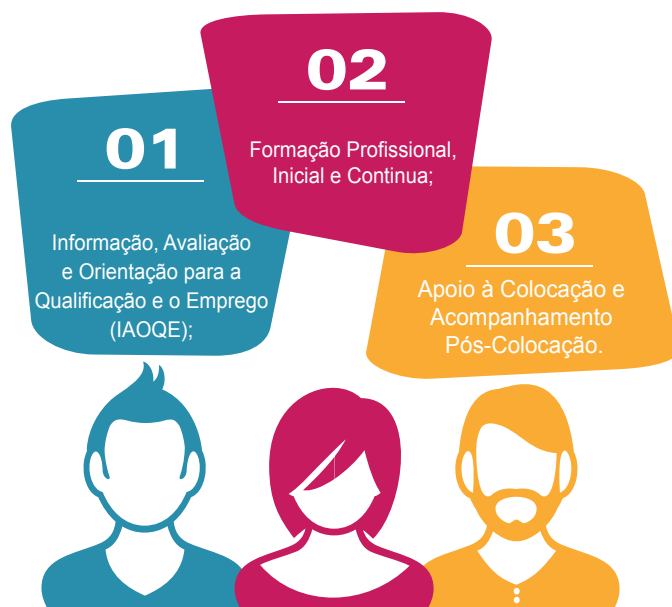 01
Informação, Avaliação
e Orientação para a
Qualificação e o Emprego
(IAOQE);
02
Formação Profissional,
Inicial e Continua;
03
Apoio à Colocação e
Acompanhamento
Pós-Colocação.